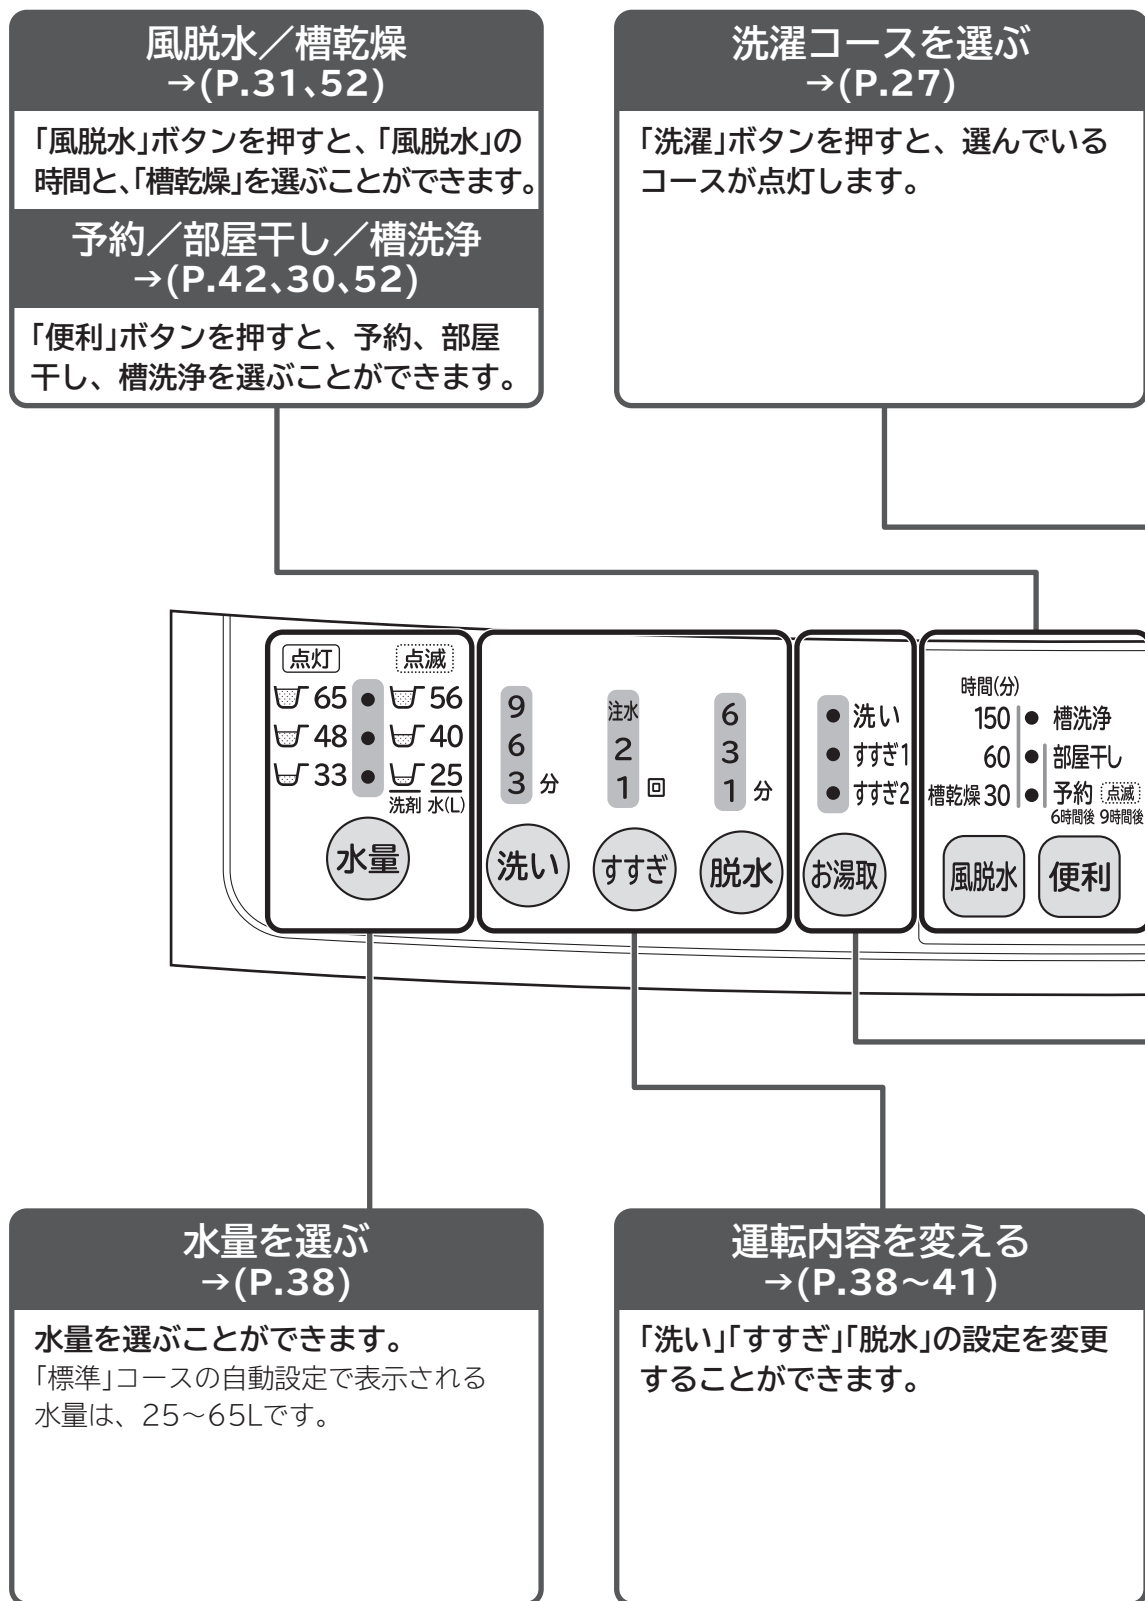 風脱水／槽乾燥
→(P.31、52)
「風脱水」ボタンを押すと、「風脱水」の
時間と、「槽乾燥」を選ぶことができます。
予約／部屋干し／槽洗浄
→(P.42、30、52)
「便利」ボタンを押すと、予約、部屋
干し、槽洗浄を選ぶことができます。
洗濯コースを選ぶ
→(P.27)
「洗濯」ボタンを押すと、選んでいる
コースが点灯します。
点灯 点滅
65 56
48 40
33 25
洗剤 水(L)
水量
9
6
3 分
洗い
注水
2
1 回
すすぎ
6
3
1 分
脱水
洗い
すすぎ1
すすぎ2
お湯取
時間(分)
150 槽洗浄
60 部屋干し
槽乾燥 30 予約 点滅
6時間後 9時間後
風脱水 便利
水量を選ぶ
→(P.38)
水量を選ぶことができます。
「標準」コースの自動設定で表示される
水量は、25～65Lです。
運転内容を変える
→(P.38～41)
「洗い」「すすぎ」「脱水」の設定を変更
することができます。